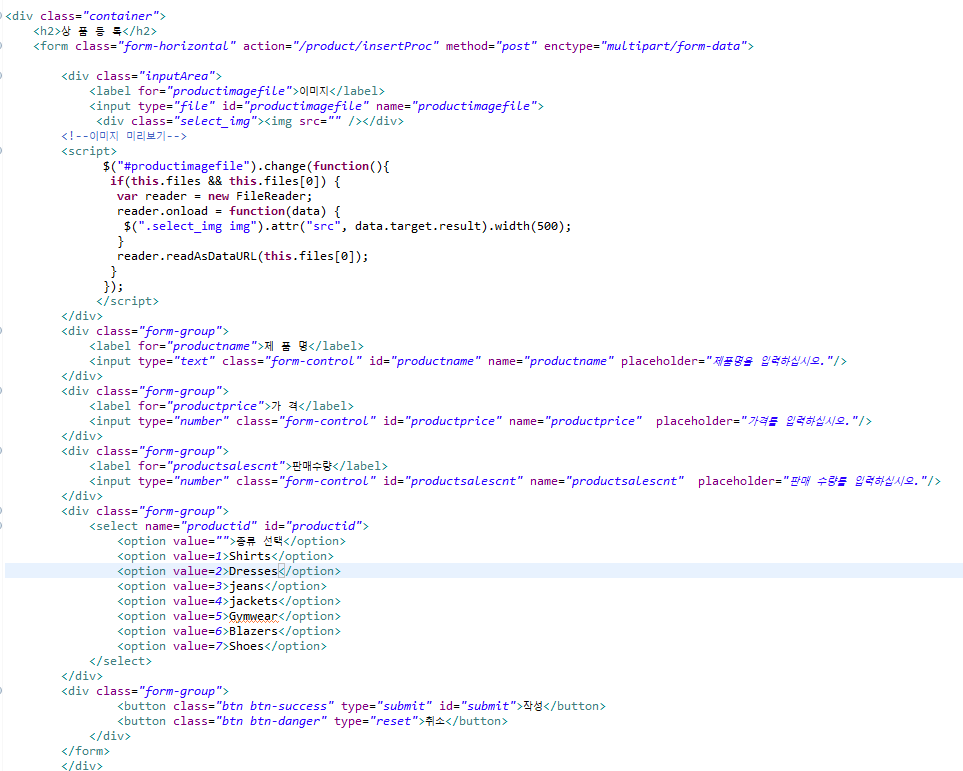 <div class="container">
<h2>상 품 등 록</h2>
<form class="form-horizontal" action="/product/insertProc" method="post" enctype="multipart/form-data">
<div class="inputArea">
<label for="productimagefile">이미지</label>
<input type="file" id="productimagefile" name="productimagefile">
<div class="select_img"><img src="" /></div>
<!--이미지 미리보기-->
<script>
$("#productimagefile").change(function(){
if(this.files && this.files[0]) {
var reader = new FileReader;
reader.onload = function(data) {
$(".select_img img").attr("src", data.target.result).width(500);
}
reader.readAsDataURL(this.files[0]);
}
});
</script>
</div>
<div class="form-group">
<label for="productname">제 품 명</label>
<input type="text" class="form-control" id="productname" name="productname" placeholder="제품명을 입력하십시오."/>
</div>
<div class="form-group">
<label for="productprice">가 격</label>
<input type="number" class="form-control" id="productprice" name="productprice"  placeholder="가격를 입력하십시오."/>
</div>
<div class="form-group">
<label for="productsalescnt">판매수량</label>
<input type="number" class="form-control" id="productsalescnt" name="productsalescnt"  placeholder="판매 수량를 입력하십시오."/>
</div>
<div class="form-group">
<select name="productid" id="productid">
<option value="">종류 선택</option>
<option value=1>Shirts</option>
<option value=2>Dresses</option>
<option value=3>jeans</option>
<option value=4>jackets</option>
<option value=5>Gymwear</option>
<option value=6>Blazers</option>
<option value=7>Shoes</option>
</select>
</div>
<div class="form-group">
<button class="btn btn-success" type="submit" id="submit">작성</button>
<button class="btn btn-danger" type="reset">취소</button>
</div>
</form>
</div>